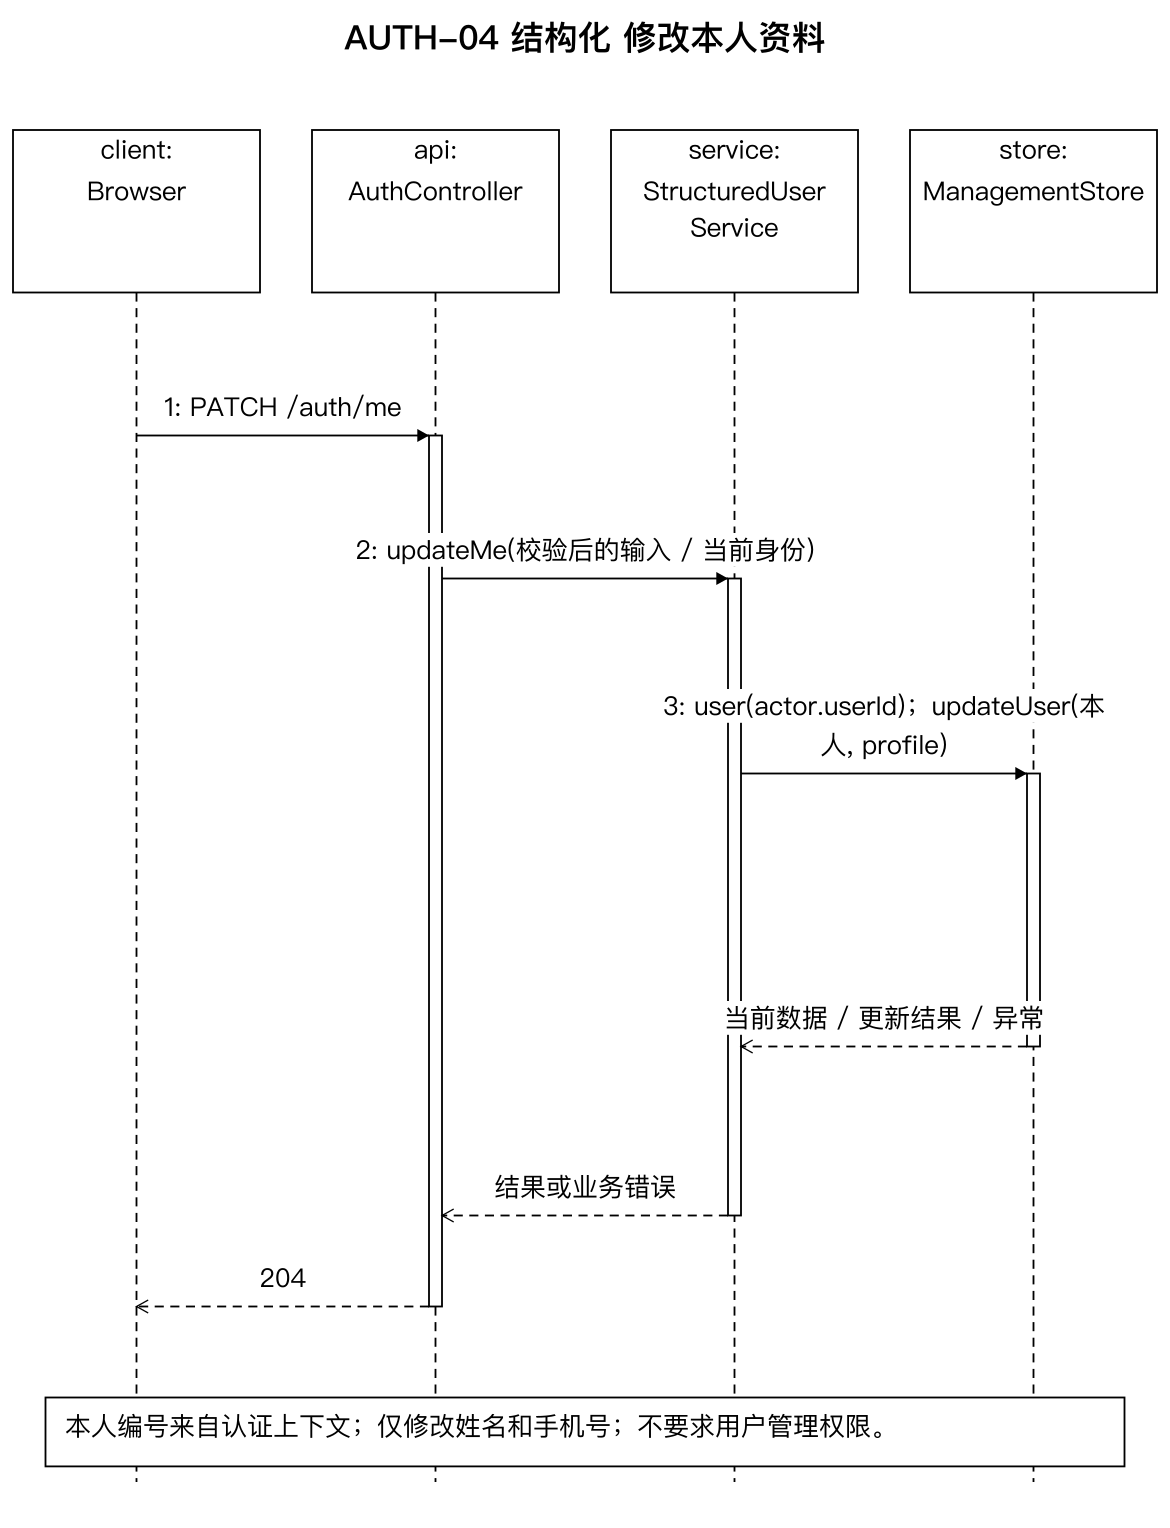 AUTH-04 结构化 修改本人资料
client:
Browser
api:
AuthController
service:
StructuredUser
Service
store:
ManagementStore
1: PATCH /auth/me
2: updateMe(校验后的输入 / 当前身份)
3: user(actor.userId)；updateUser(本
人, profile)
当前数据 / 更新结果 / 异常
结果或业务错误
204
本人编号来自认证上下文；仅修改姓名和手机号；不要求用户管理权限。